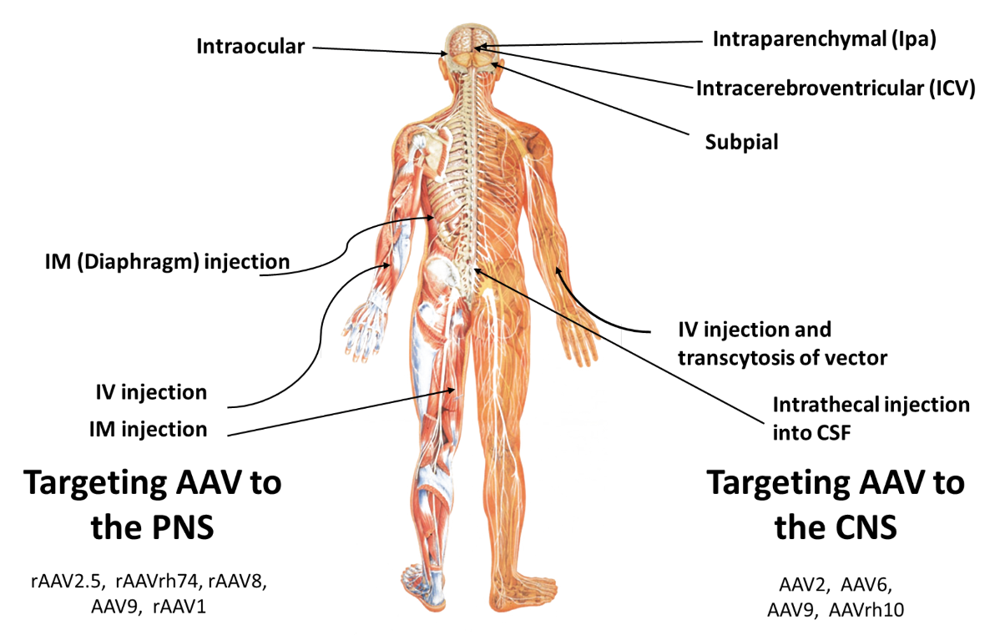 Intraocular
Intraparenchymal (Ipa)
Intracerebroventricular (ICV)
Subpial
IM (Diaphragm) injection
IV injection and
transcytosis of vector
IV injection
IM injection
Intrathecal injection
into CSF
Targeting AAV to
the PNS
rAAV2.5, rAAVrh74, rAAV8,
AAV9, rAAV1
Targeting AAV to
the CNS
AAV2, AAV6,
AAV9, AAVrh10